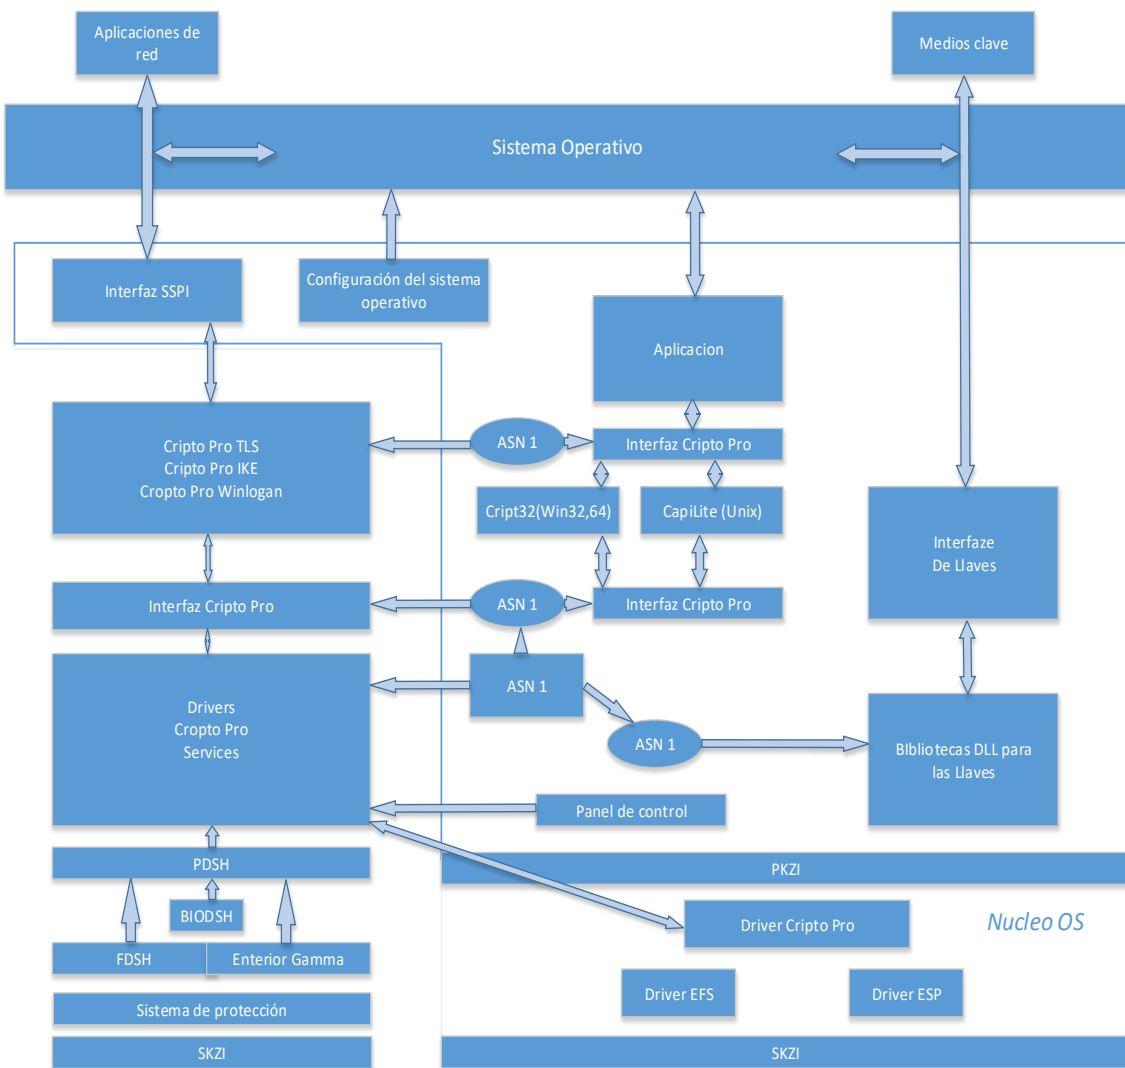 Aplicaciones de
red
Medios clave
Sistema Operativo
Interfaz SSPI
Configuración del sistema
operativo
Aplicacion
Cripto Pro TLS
Cripto Pro IKE
Cropto Pro Winlogan
ASN 1
Interfaz Cripto Pro
Cript32(Win32,64)
CapiLite (Unix)
Interfaze
De Llaves
Interfaz Cripto Pro
ASN 1
Interfaz Cripto Pro
Drivers
Cropto Pro
Services
ASN 1
ASN 1
BIbliotecas DLL para
las Llaves
Panel de control
PDSH
PKZI
BIODSH
Driver Cripto Pro
Nucleo OS
FDSH
Enterior Gamma
Driver EFS
Driver ESP
Sistema de protección
SKZI
SKZI